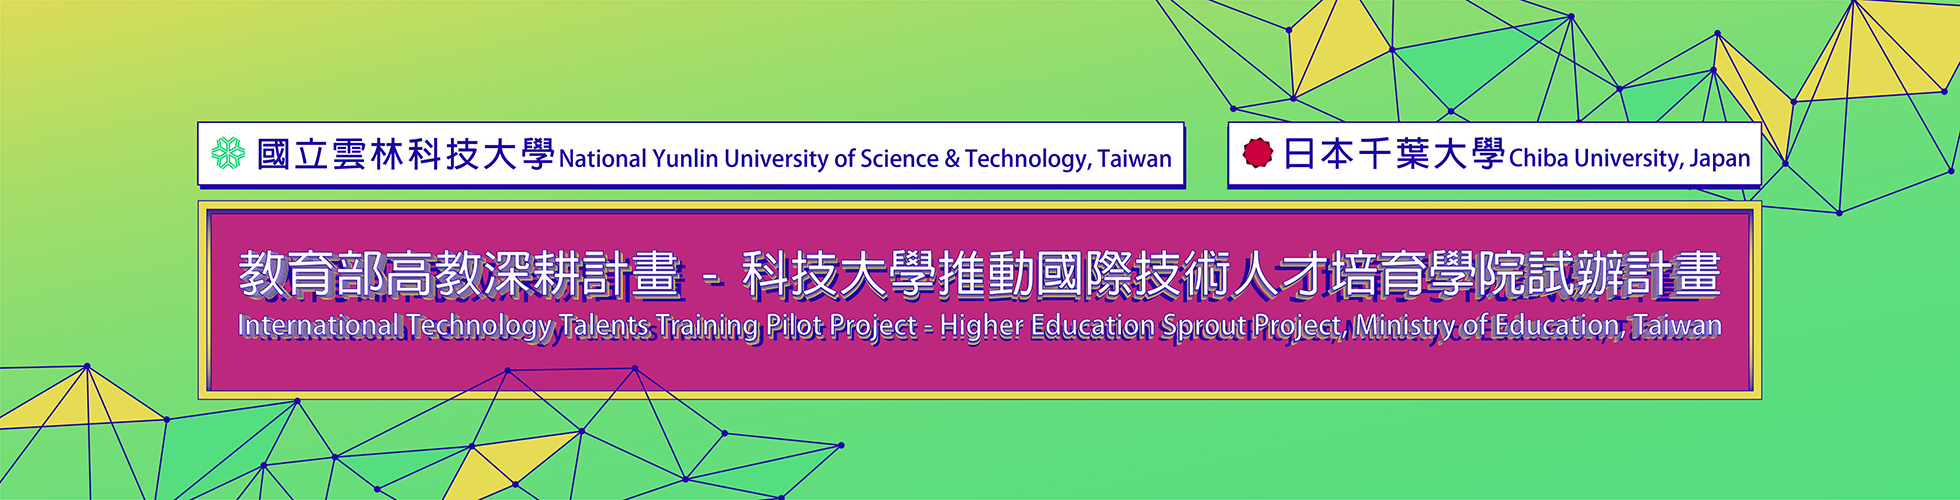 國立雲林科技大學 National Yunlin University of Science & Technology, Taiwan
日本千葉大學 Chiba University, Japan
教育部高教深耕計畫 - 科技大學推動國際技術人才培育學院試辦計畫
International Technology Talents Training Pilot Project - Higher Education Sprout Project, Ministry of Education, Taiwan